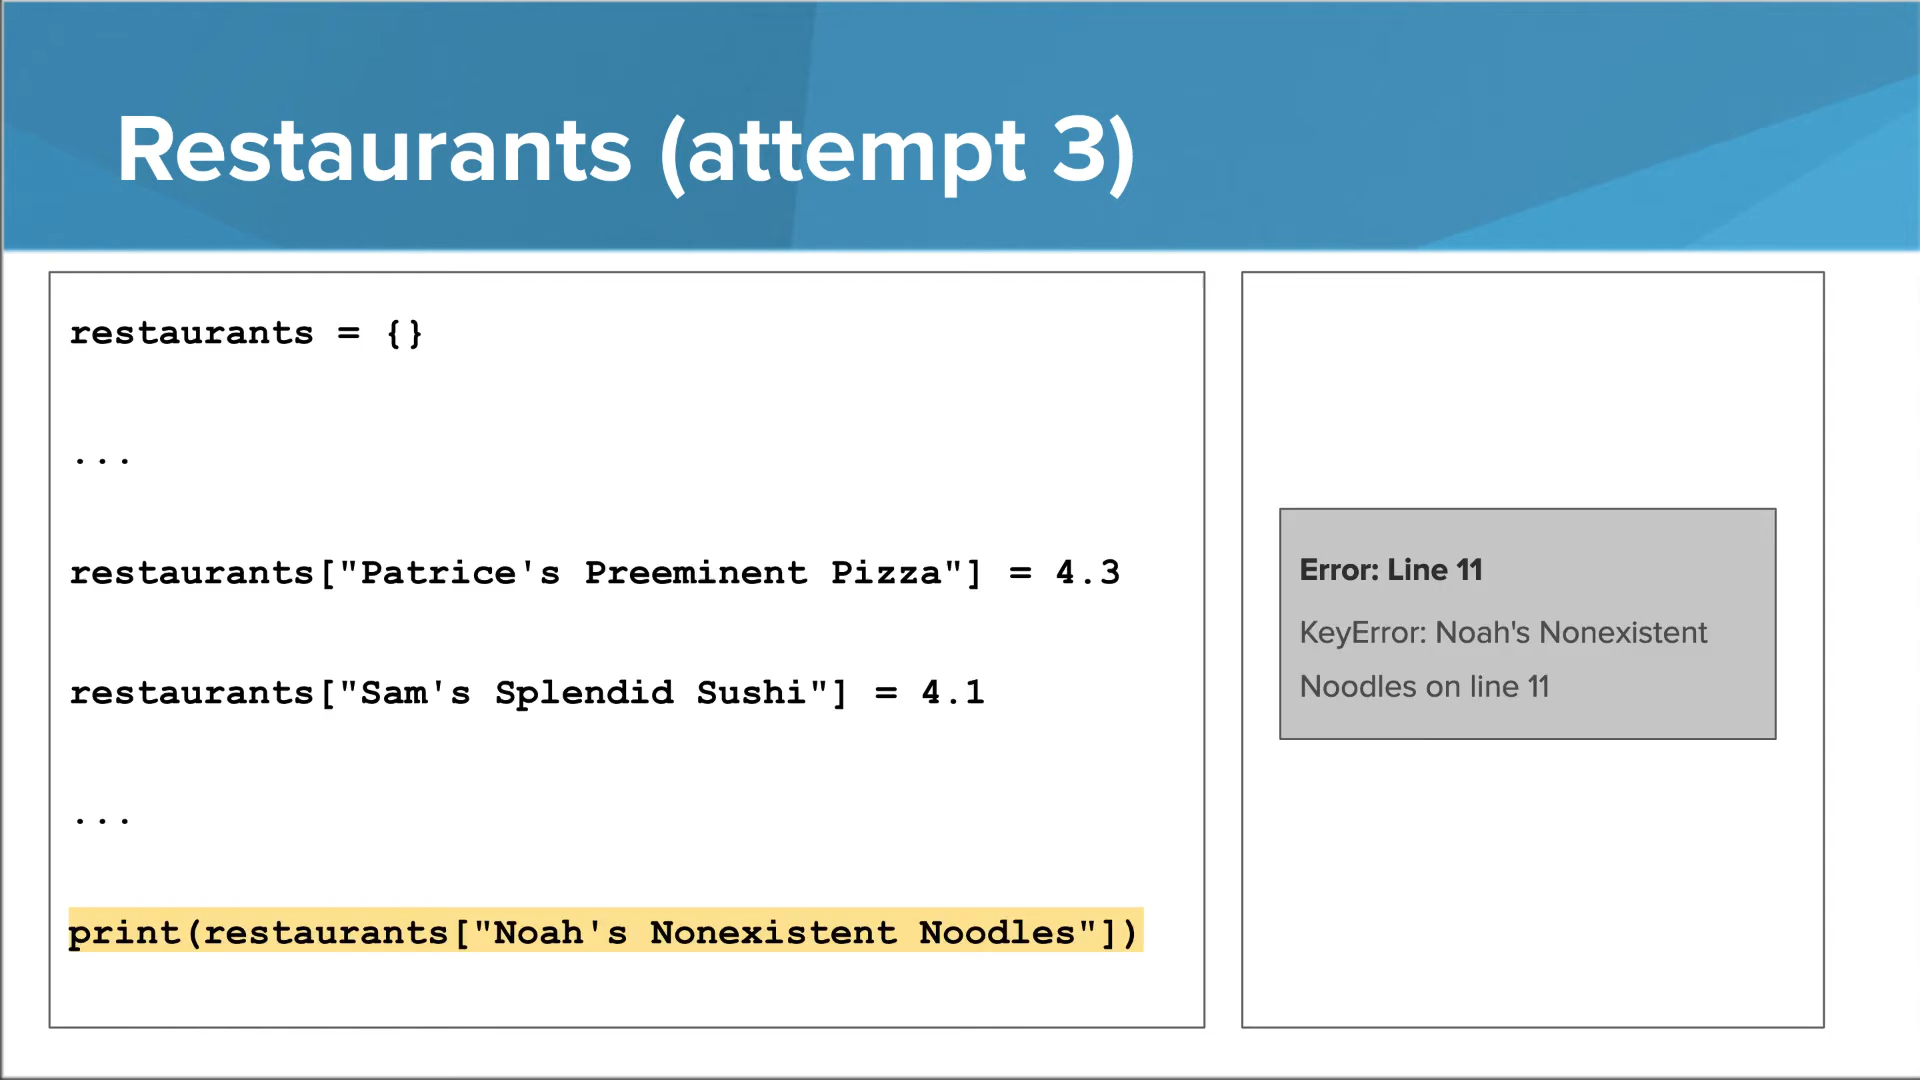 Restaurants (attempt 3)
restaurants = {}
...
restaurants["Patrice's Preeminent Pizza"] = 4.3
restaurants["Sam's Splendid Sushi"] = 4.1
...
print(restaurants["Noah's Nonexistent Noodles"])
Error: Line 11
KeyError: Noah's Nonexistent
Noodles on line 11